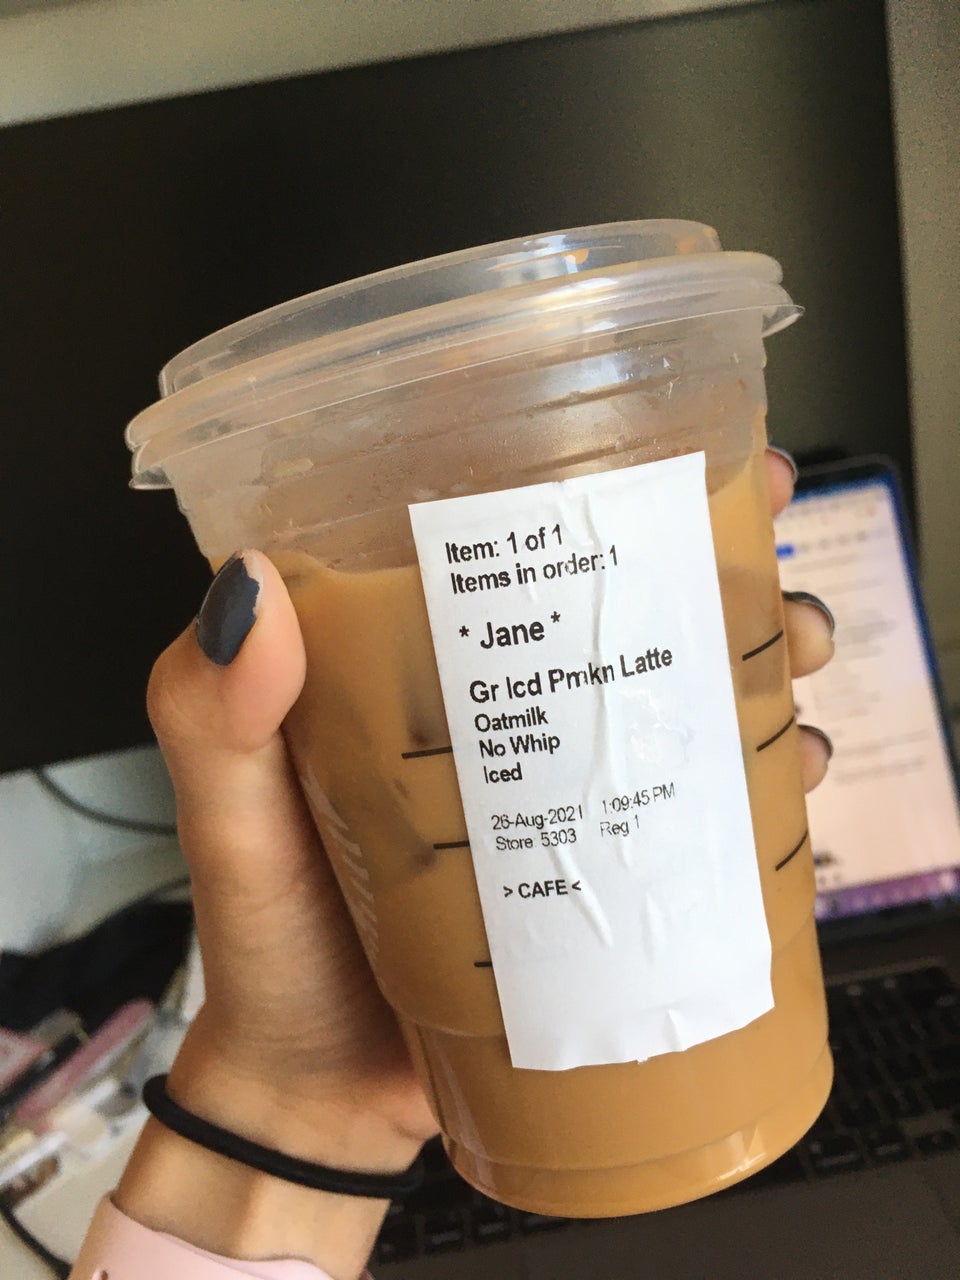 Item: 1 of 1
Items in order: 1
* Jane *
Gr Icd Pmkn Latte
Oatmilk
No Whip
Iced
26-Aug-2021 1:09:45 PM
Store 5303 Reg 1
> CAFE <